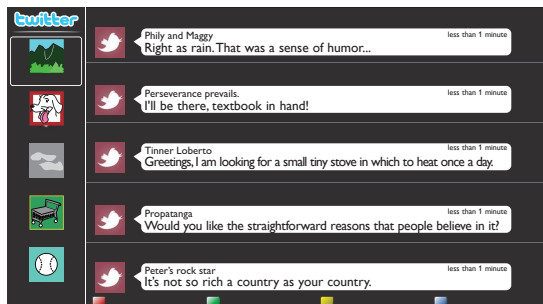 twitter
Phily and Maggy
less than 1 minute
Right as rain. That was a sense of humor...
Perseverance prevails.
less than 1 minute
I'll be there, textbook in hand!
Tinner Loberto
less than 1 minute
Greetings, I am looking for a small tiny stove in which to heat once a day.
Propatanga
less than 1 minute
Would you like the straightforward reasons that people believe in it?
Peter's rock star
less than 1 minute
It's not so rich a country as your country.